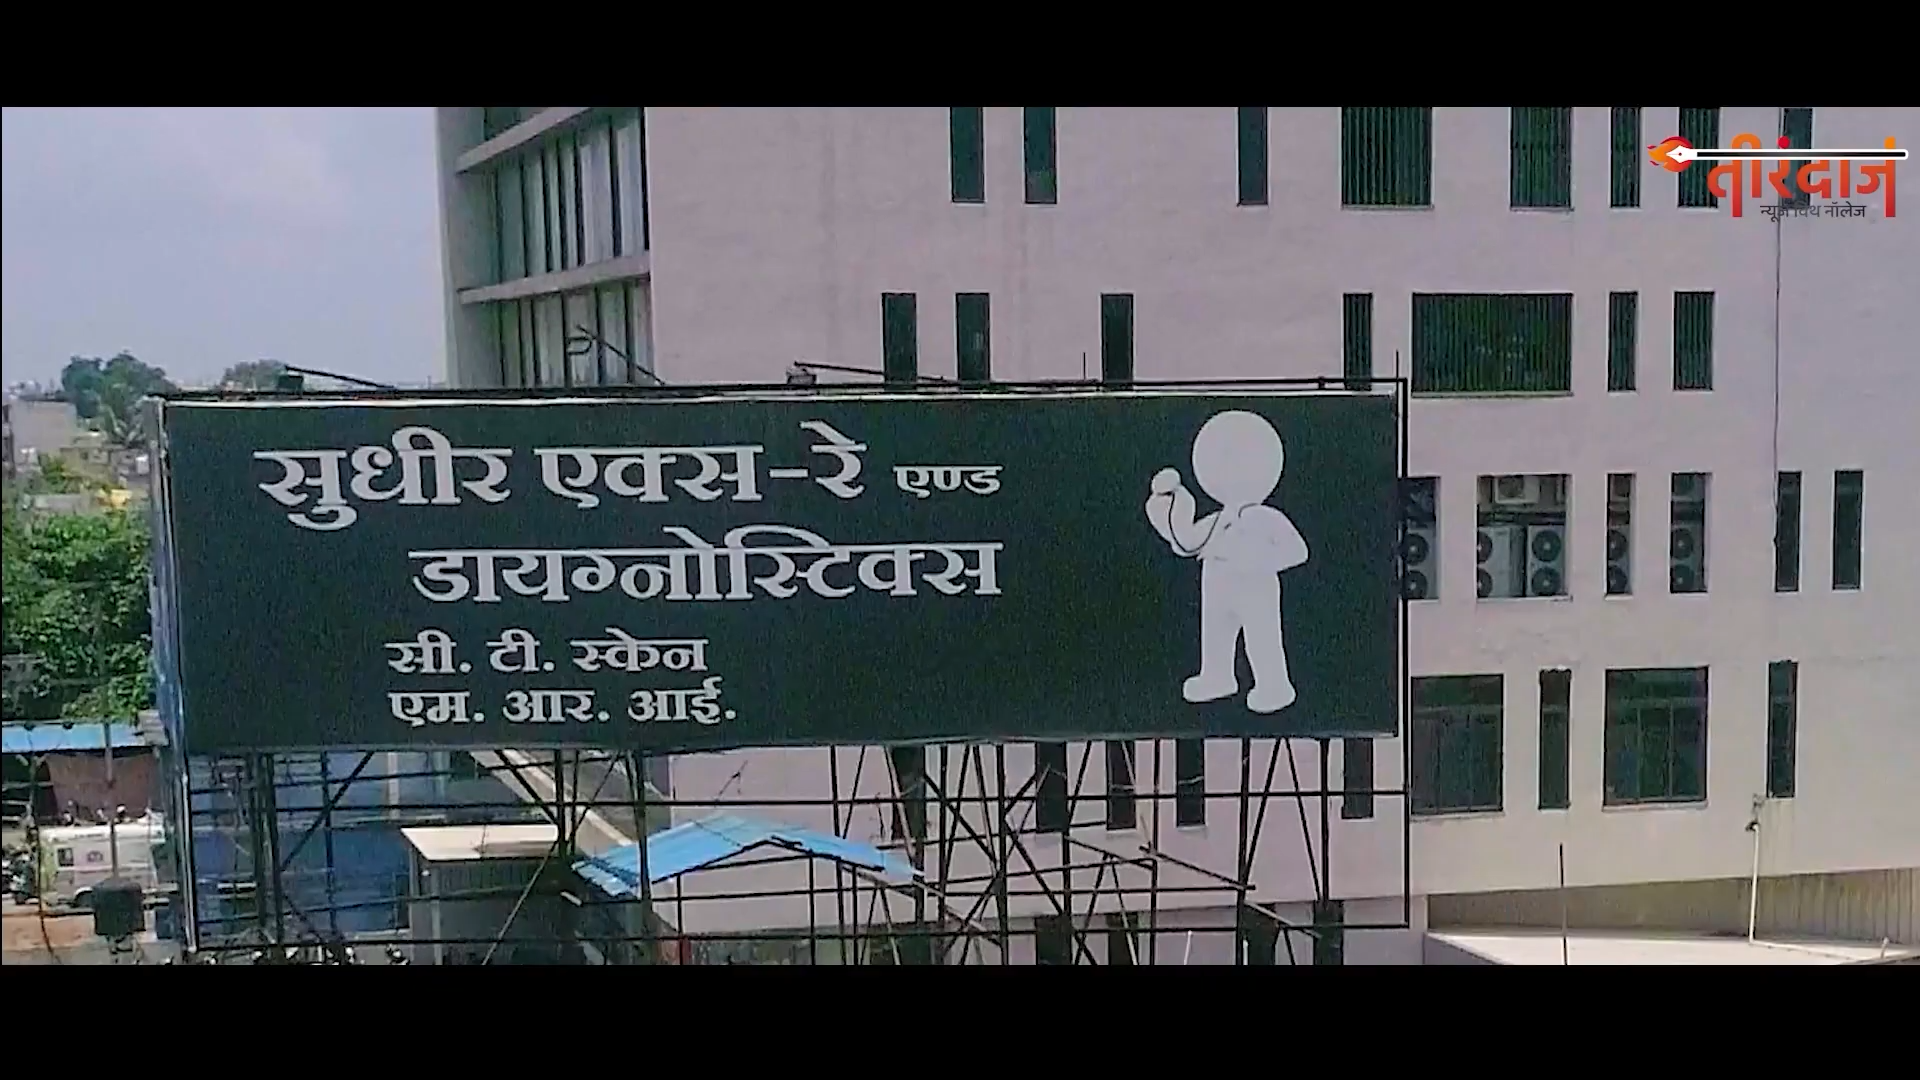 तीरंदाज
न्यूज विथ नॉलेज
सुधीर एक्स-रे एण्ड
डायग्नोस्टिक्स
सी. टी. स्केन
एम. आर. आई.